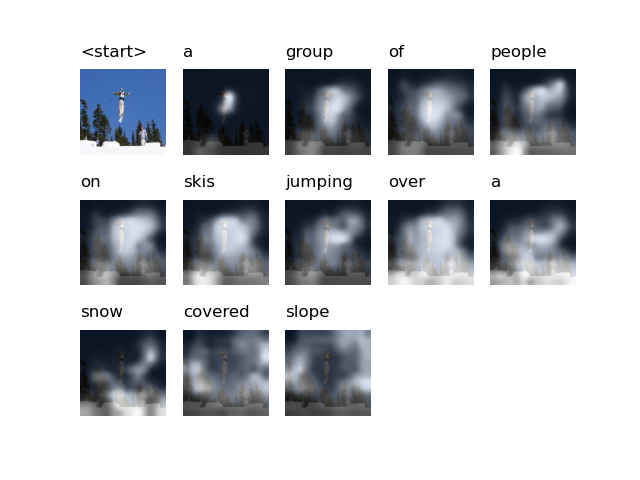 <start> a group of people
on skis jumping over a
snow covered slope